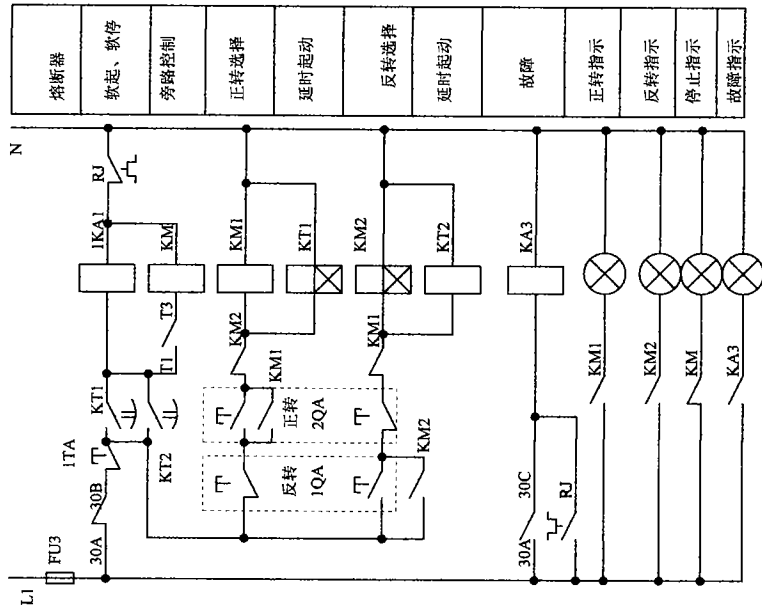 熔断器
软起、软停
旁路控制
正转选择
延时起动
反转选择
延时起动
故障
正转指示
反转指示
停止指示
故障指示
N
RJ
1KA1
KM
KM1
KT1
KM2
KT2
KA3
T3
T1
KM2
KM1
KM1
KM1
KM2
KM
KA3
KT1
KT2
1TA
正转
2QA
反转
1QA
KM2
30B
30A
30C
30A
RJ
FU3
L1